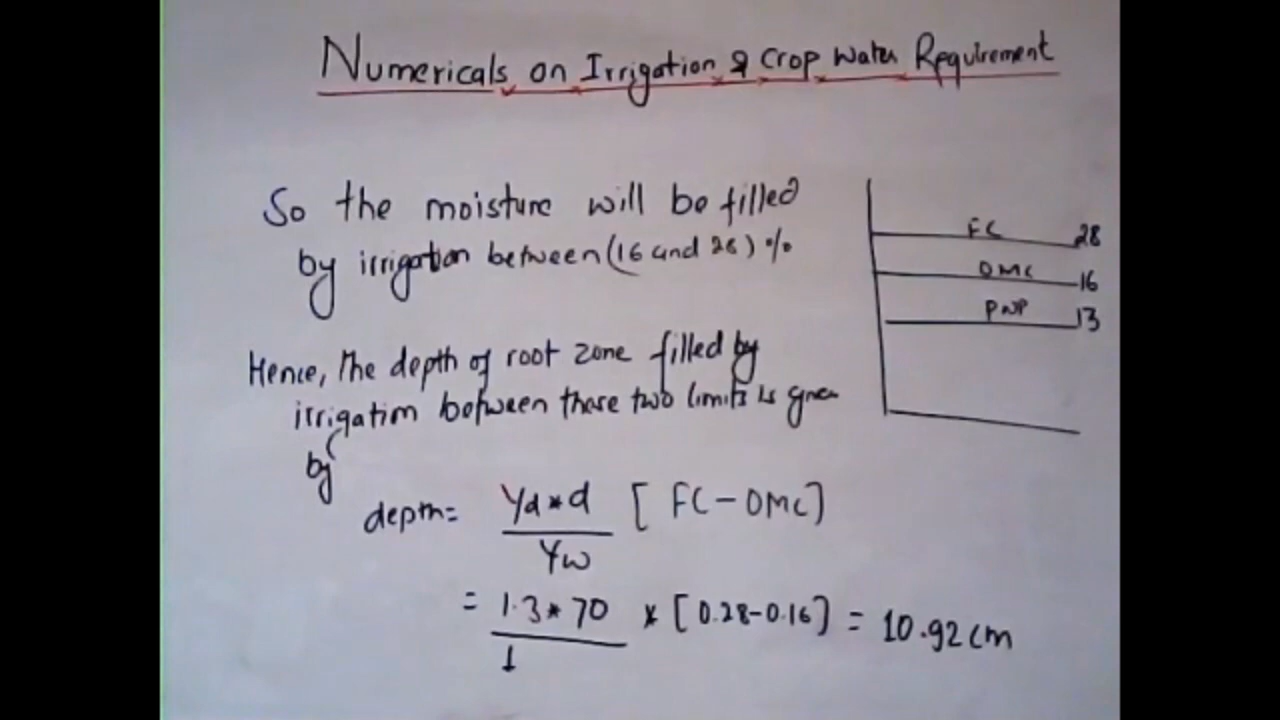 Numericals on Irrigation & Crop Water Requirement
So the moisture will be filled
by irrigation between (16 and 28) %
FC 28
OMC 16
PWP 13
Hence, The depth of root zone filled by
irrigation between these two limits is given
by
depth = γd * d [ FC - OMC]
γw
= 1.3 * 70 * [0.28-0.16] = 10.92 cm
1